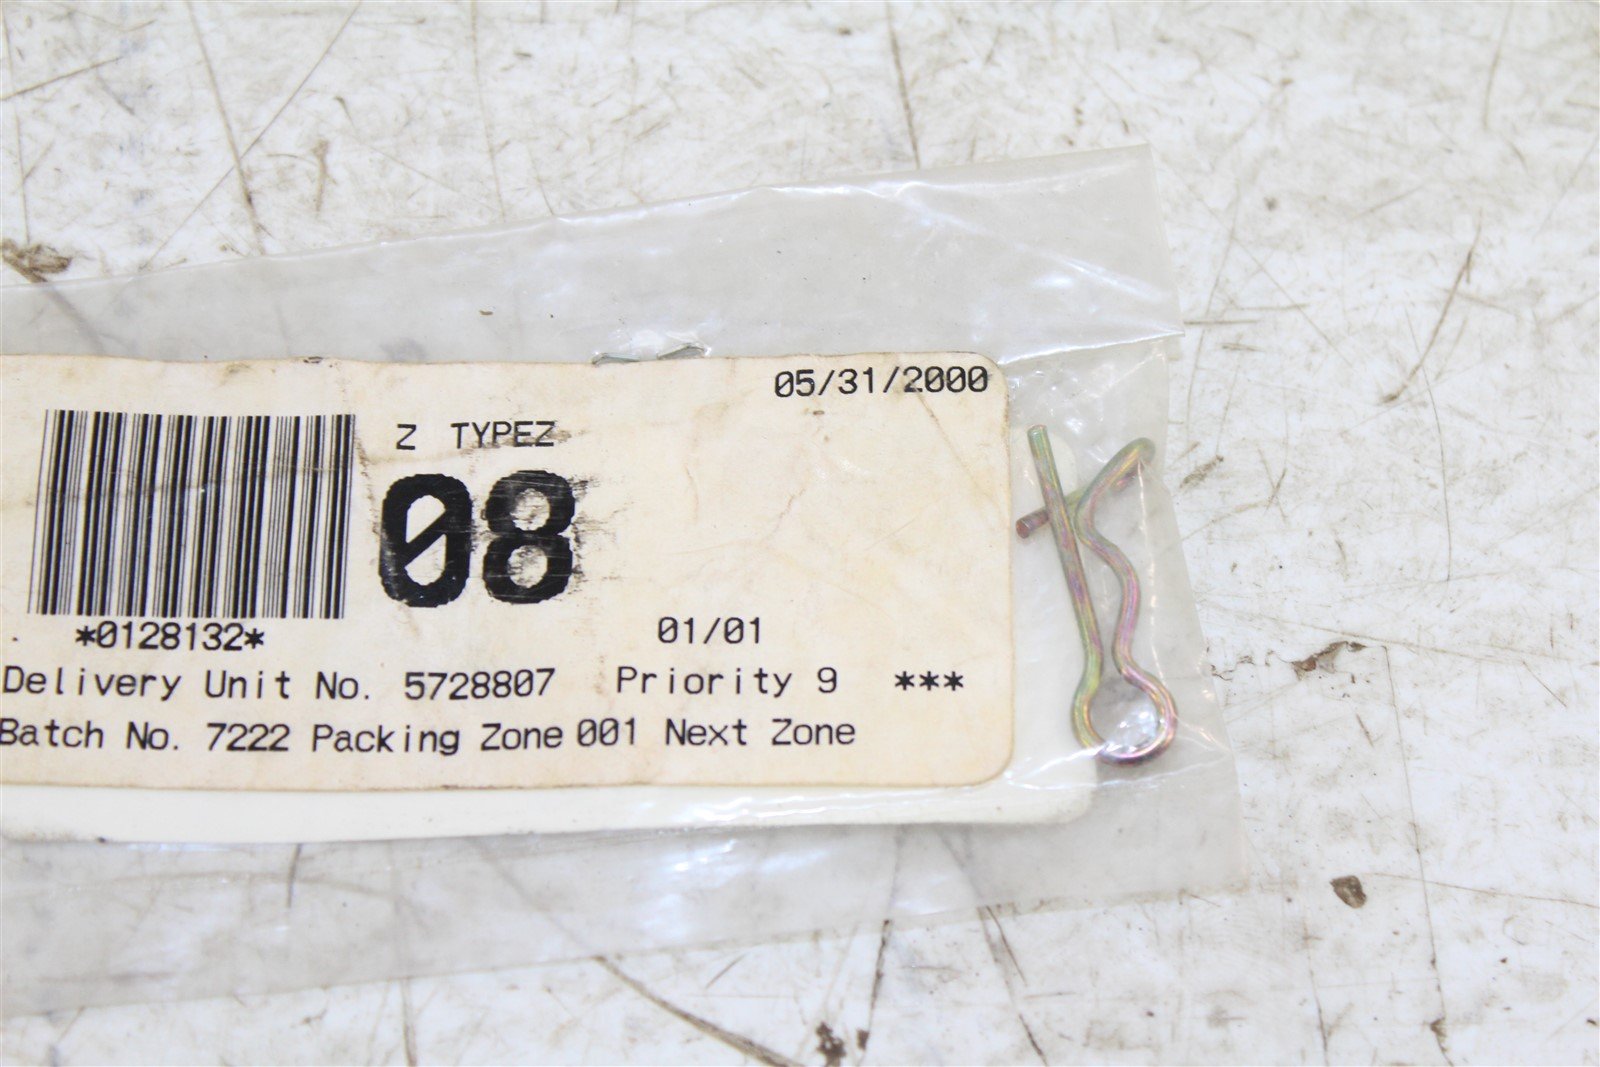 05/31/2000
Z TYPEZ
08
*0128132*
01/01
Delivery Unit No. 5728807 Priority 9 ***
Batch No. 7222 Packing Zone 001 Next Zone